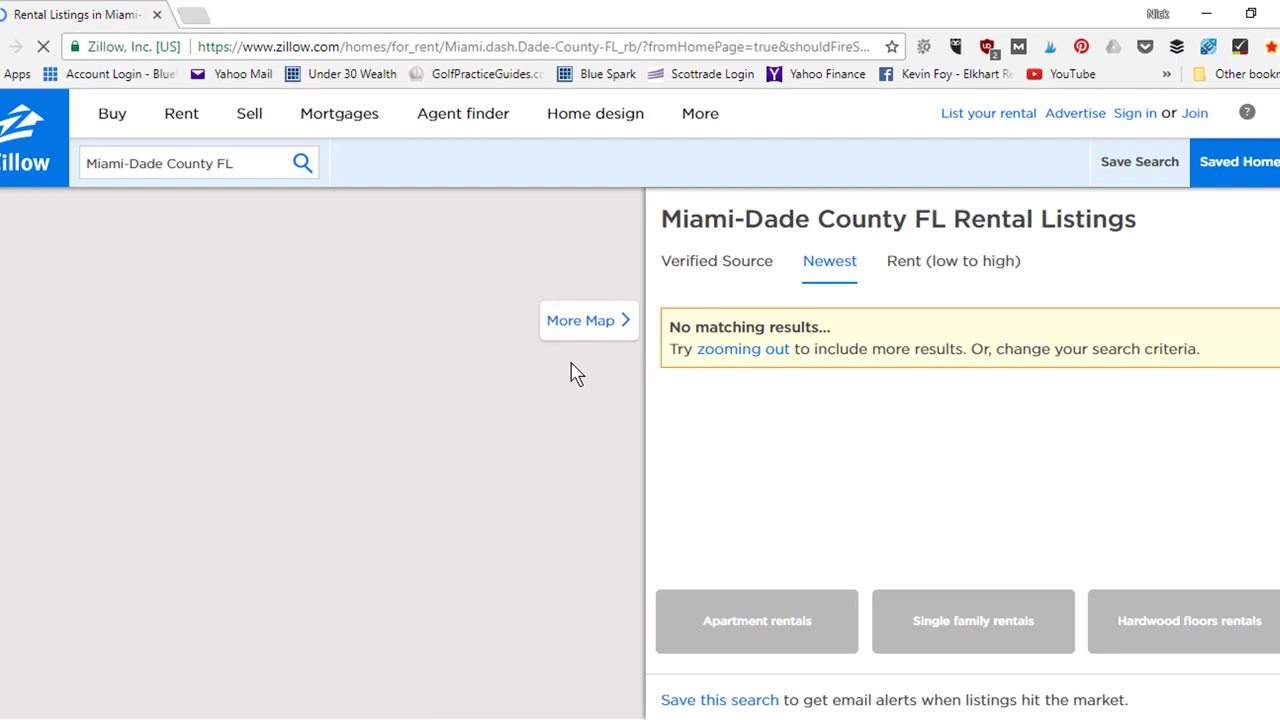 Rental Listings in Miami-
Nick
Zillow, Inc. [US]
https://www.zillow.com/homes/for_rent/Miami.dash.Dade-County-FL_rb/?fromHomePage=true&shouldFireS...
2
Apps
Account Login - Blue
Yahoo Mail
Under 30 Wealth
GolfPracticeGuides.cc
Blue Spark
Scottrade Login
Yahoo Finance
Kevin Foy - Elkhart Re
YouTube
»
Other bookm
Buy
Rent
Sell
Mortgages
Agent finder
Home design
More
List your rental
Advertise
Sign in or Join
?
Zillow
Miami-Dade County FL
Save Search
Saved Home
More Map
Miami-Dade County FL Rental Listings
Verified Source
Newest
Rent (low to high)
No matching results...
Try zooming out to include more results. Or, change your search criteria.
Apartment rentals
Single family rentals
Hardwood floors rentals
Save this search to get email alerts when listings hit the market.